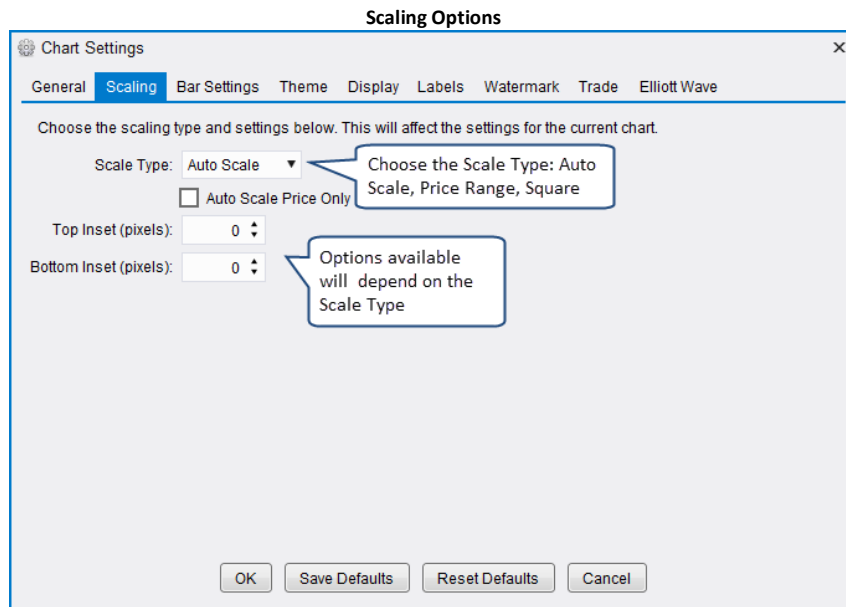 Scaling Options
Chart Settings
General Scaling Bar Settings Theme Display Labels Watermark Trade Elliott Wave
Choose the scaling type and settings below. This will affect the settings for the current chart.
Scale Type: Auto Scale
Choose the Scale Type: Auto
Scale, Price Range, Square
Auto Scale Price Only
Top Inset (pixels): 0
Bottom Inset (pixels): 0
Options available
will depend on the
Scale Type
OK Save Defaults Reset Defaults Cancel